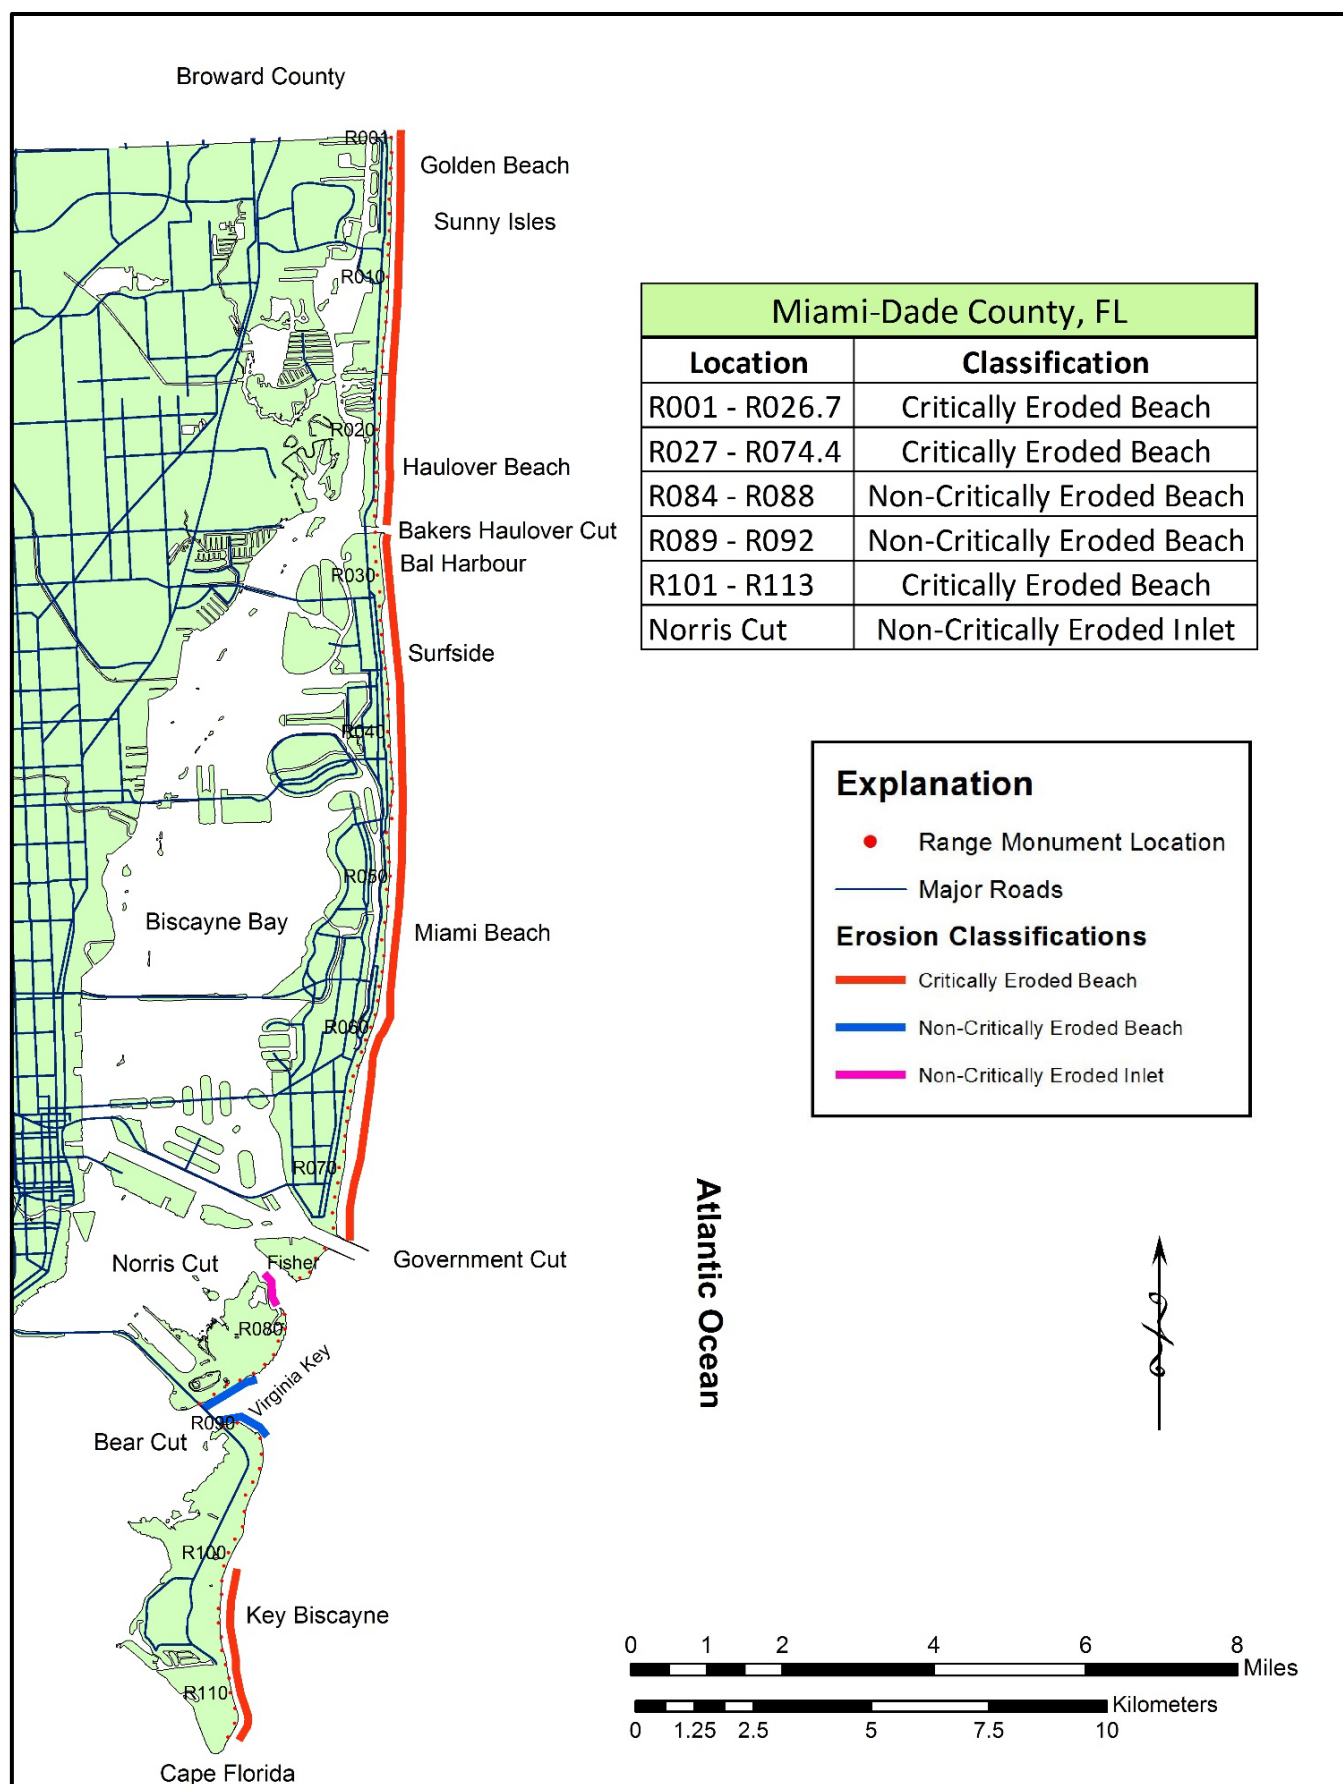 Broward County
R001
Golden Beach
Sunny Isles
R010
Miami-Dade County, FL
Location Classification
R001 - R026.7 Critically Eroded Beach
R027 - R074.4 Critically Eroded Beach
R084 - R088 Non-Critically Eroded Beach
R089 - R092 Non-Critically Eroded Beach
R101 - R113 Critically Eroded Beach
Norris Cut Non-Critically Eroded Inlet
R020
Haulover Beach
Bakers Haulover Cut
Bal Harbour
R030
Surfside
R040
Explanation
Range Monument Location
Major Roads
Erosion Classifications
Critically Eroded Beach
Non-Critically Eroded Beach
Non-Critically Eroded Inlet
R050
Biscayne Bay
Miami Beach
R060
R070
Atlantic Ocean
Norris Cut
Fisher
Government Cut
R080
Virginia Key
R090
Bear Cut
R100
Key Biscayne
R110
Cape Florida
0 1 2 4 6 8
Miles
Kilometers
0 1.25 2.5 5 7.5 10